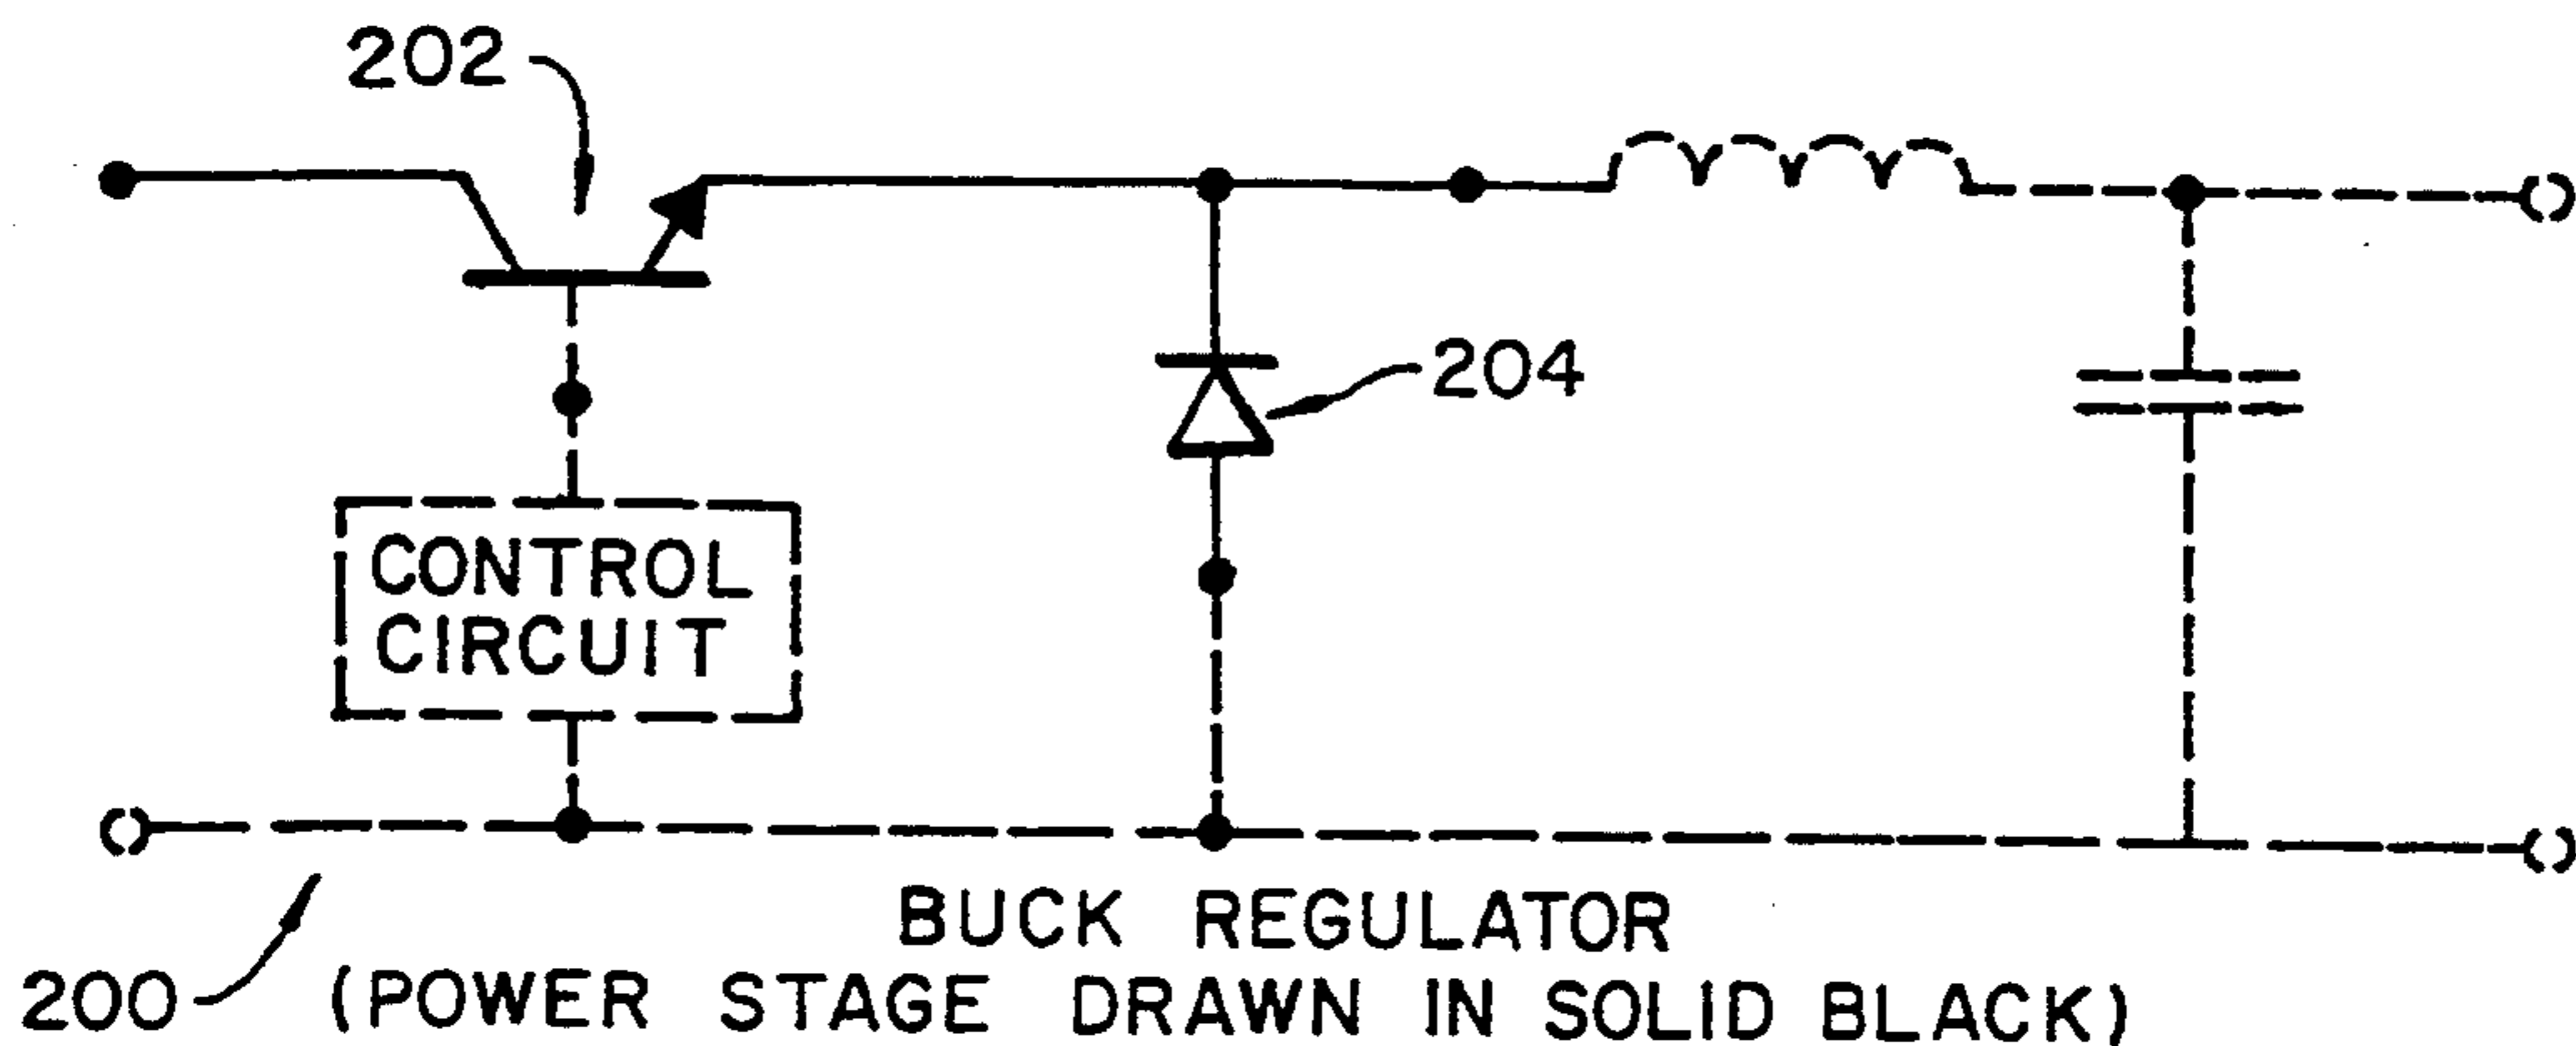 202
204
CONTROL
CIRCUIT
BUCK REGULATOR
200
(POWER STAGE DRAWN IN SOLID BLACK)